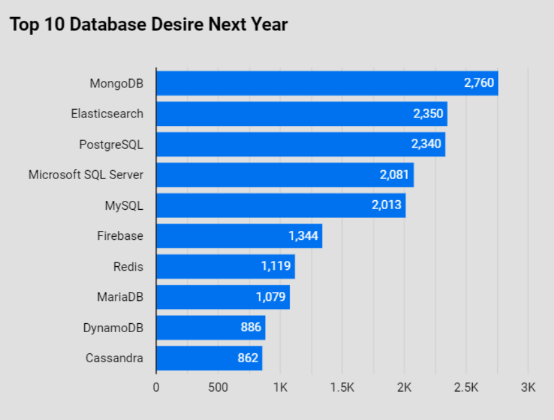 Top 10 Database Desire Next Year
MongoDB 2,760
Elasticsearch 2,350
PostgreSQL 2,340
Microsoft SQL Server 2,081
MySQL 2,013
Firebase 1,344
Redis 1,119
MariaDB 1,079
DynamoDB 886
Cassandra 862
0 500 1K 1.5K 2K 2.5K 3K